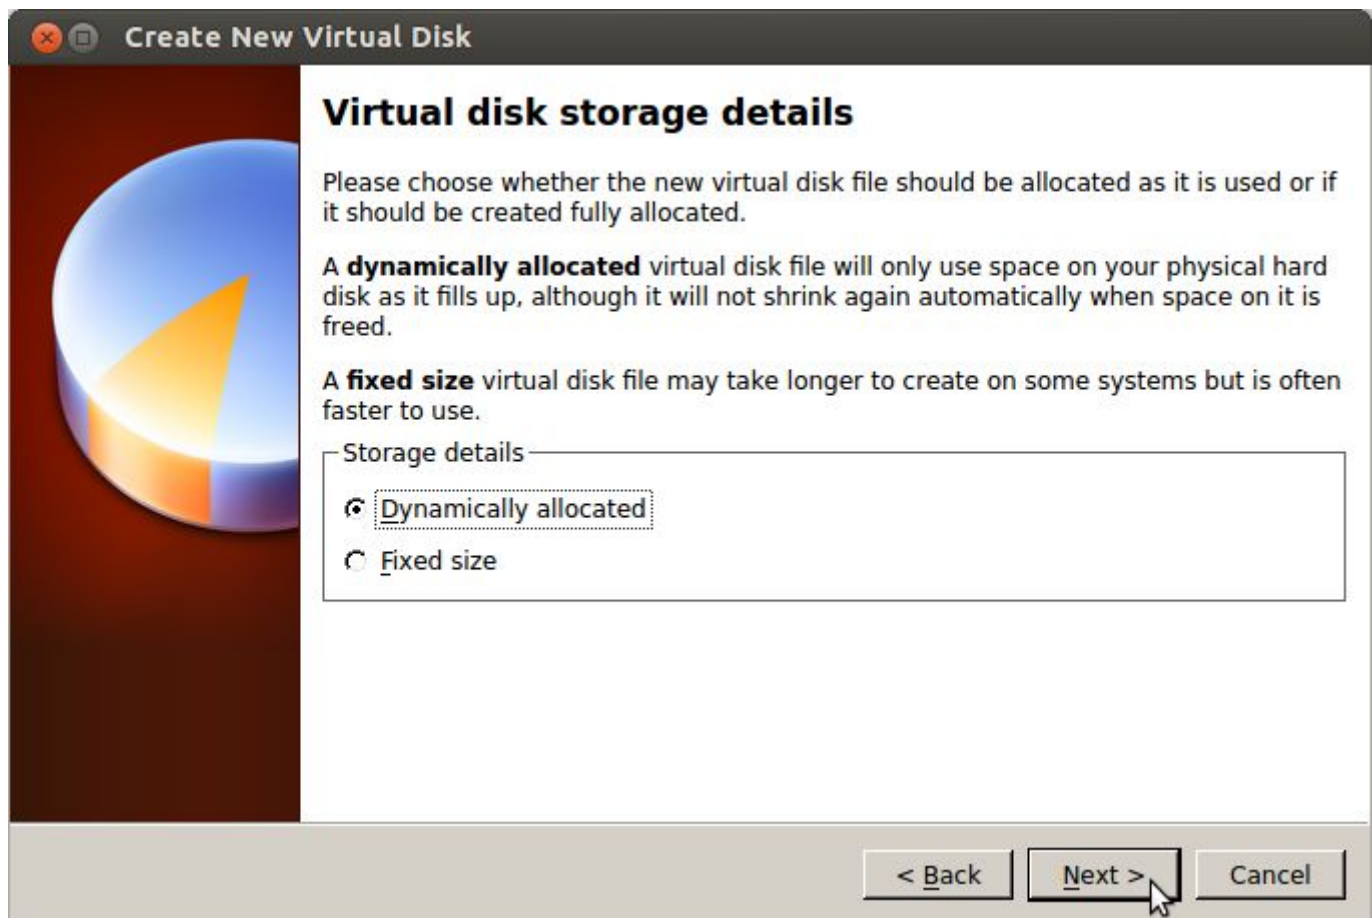 Create New Virtual Disk
Virtual disk storage details
Please choose whether the new virtual disk file should be allocated as it is used or if
it should be created fully allocated.
A dynamically allocated virtual disk file will only use space on your physical hard
disk as it fills up, although it will not shrink again automatically when space on it is
freed.
A fixed size virtual disk file may take longer to create on some systems but is often
faster to use.
Storage details
Dynamically allocated
Fixed size
< Back
Next >
Cancel